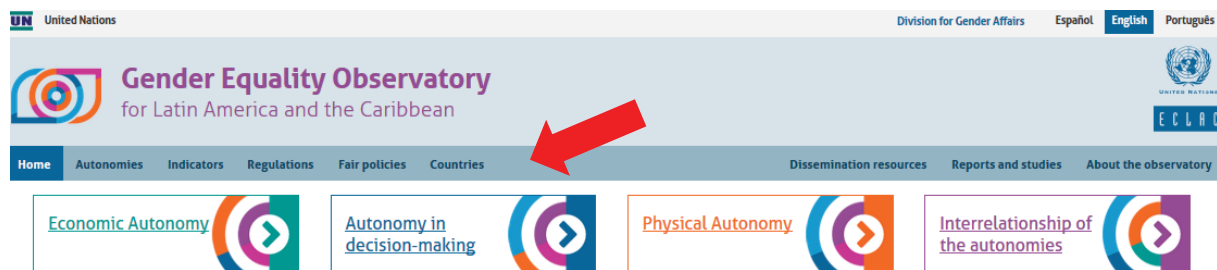 UN United Nations
Division for Gender Affairs Español English Português
Gender Equality Observatory
for Latin America and the Caribbean
UNITED NATIONS
ECLAC
Home Autonomies Indicators Regulations Fair policies Countries
Dissemination resources Reports and studies About the observatory
Economic Autonomy
Autonomy in
decision-making
Physical Autonomy
Interrelationship of
the autonomies